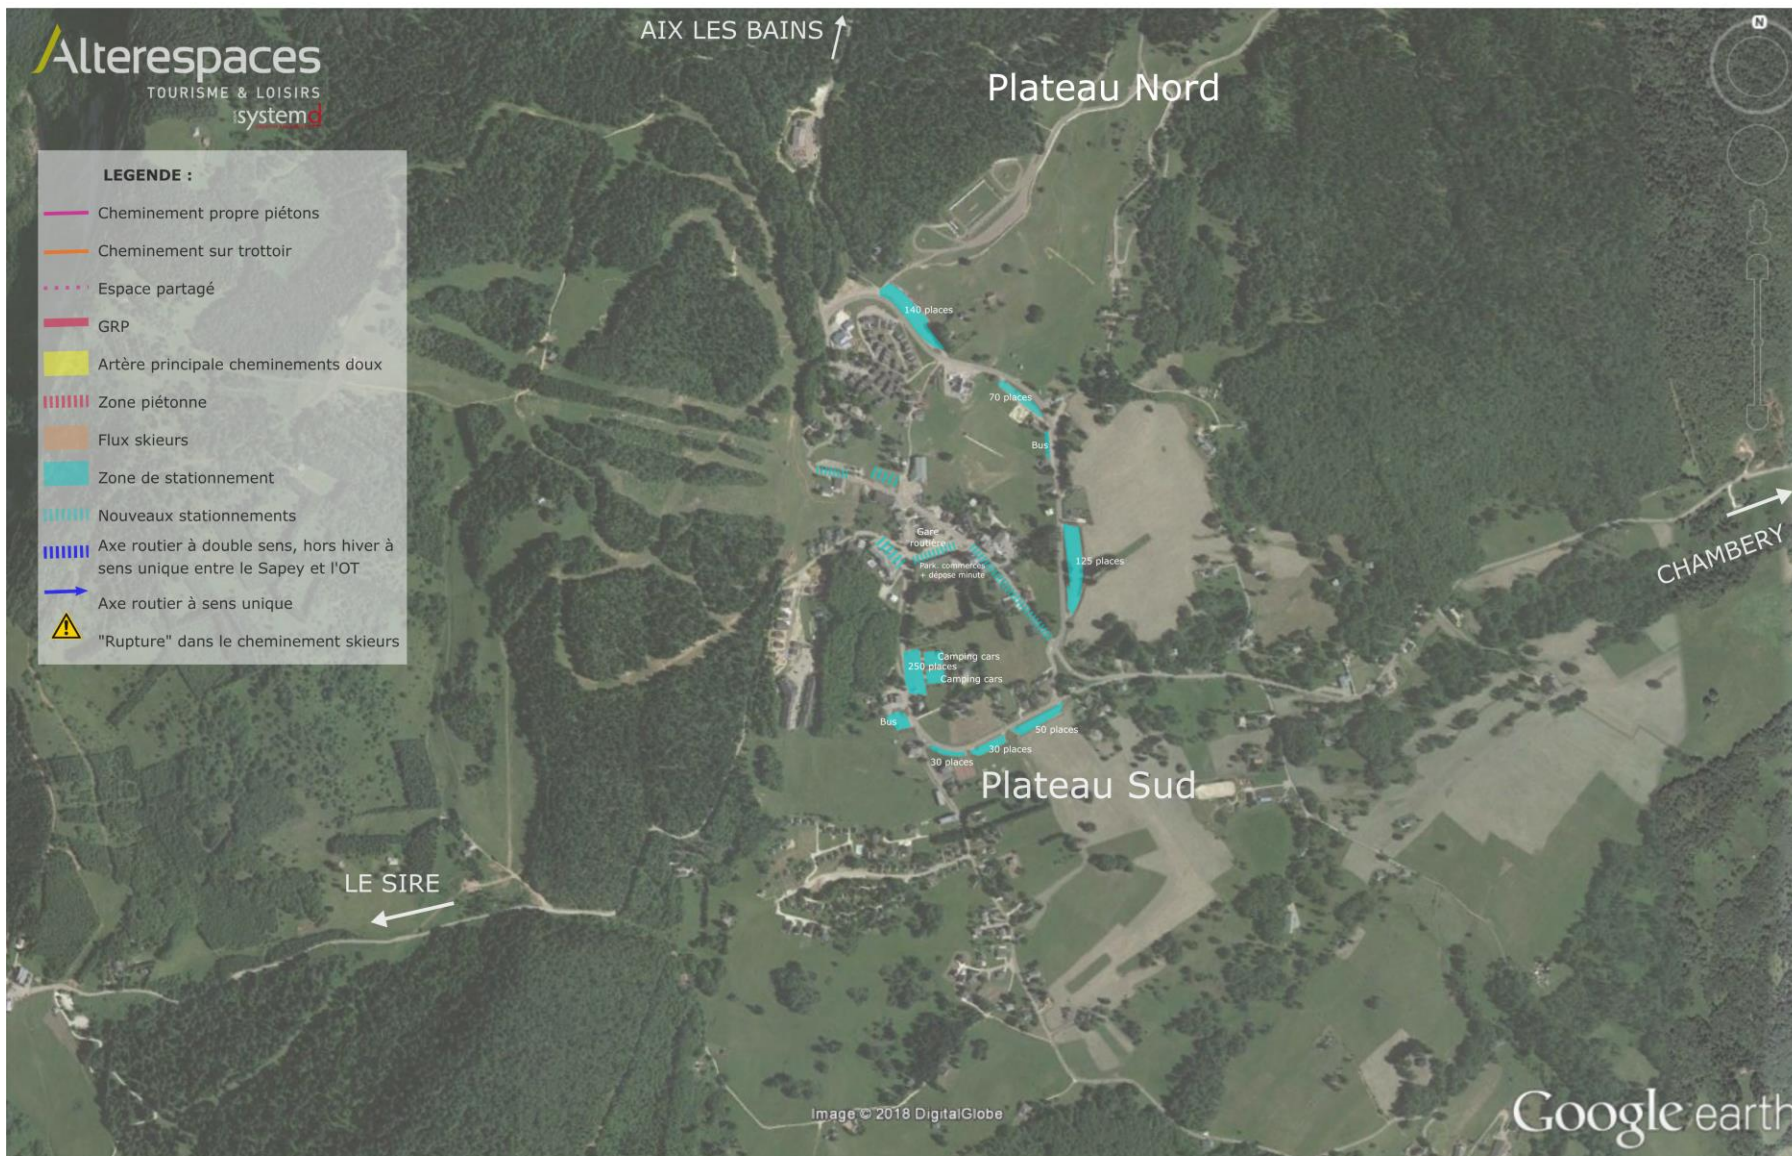 AIX LES BAINS
N
Alterespaces
TOURISME & LOISIRS
systemd
Plateau Nord
LEGENDE :
Cheminement propre piétons
Cheminement sur trottoir
Espace partagé
GRP
Artère principale cheminements doux
Zone piétonne
Flux skieurs
Zone de stationnement
Nouveaux stationnements
Axe routier à double sens, hors hiver à
sens unique entre le Sapey et l'OT
Axe routier à sens unique
"Rupture" dans le cheminement skieurs
140 places
70 places
Bus
Gare
routière
Park. commerces
+ dépose minute
125 places
CHAMBERY
Camping cars
250 places
Camping cars
Bus
50 places
30 places
30 places
Plateau Sud
LE SIRE
Image © 2018 DigitalGlobe
Google earth